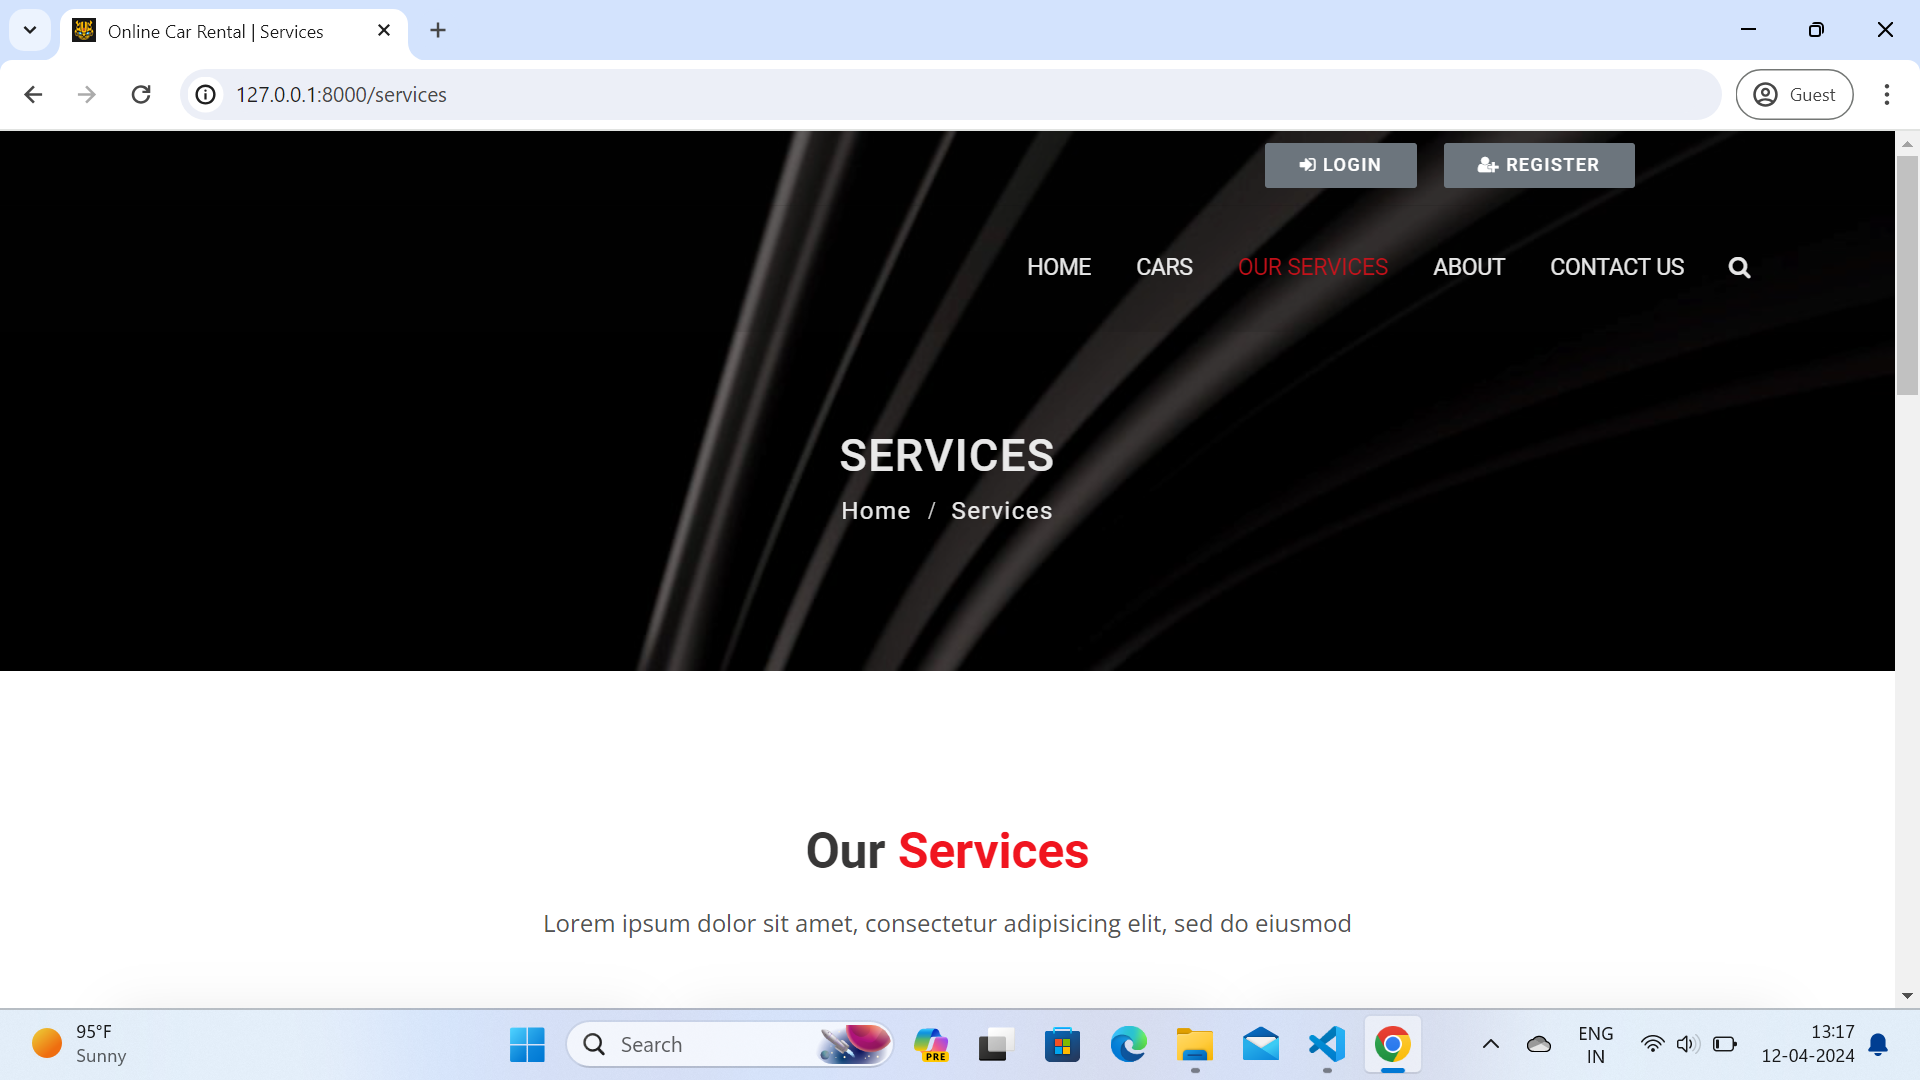 Online Car Rental | Services
127.0.0.1:8000/services
Guest
LOGIN
REGISTER
HOME
CARS
OUR SERVICES
ABOUT
CONTACT US
SERVICES
Home / Services
Our Services
Lorem ipsum dolor sit amet, consectetur adipisicing elit, sed do eiusmod
95°F
Sunny
Search
PRE
ENG
IN
13:17
12-04-2024